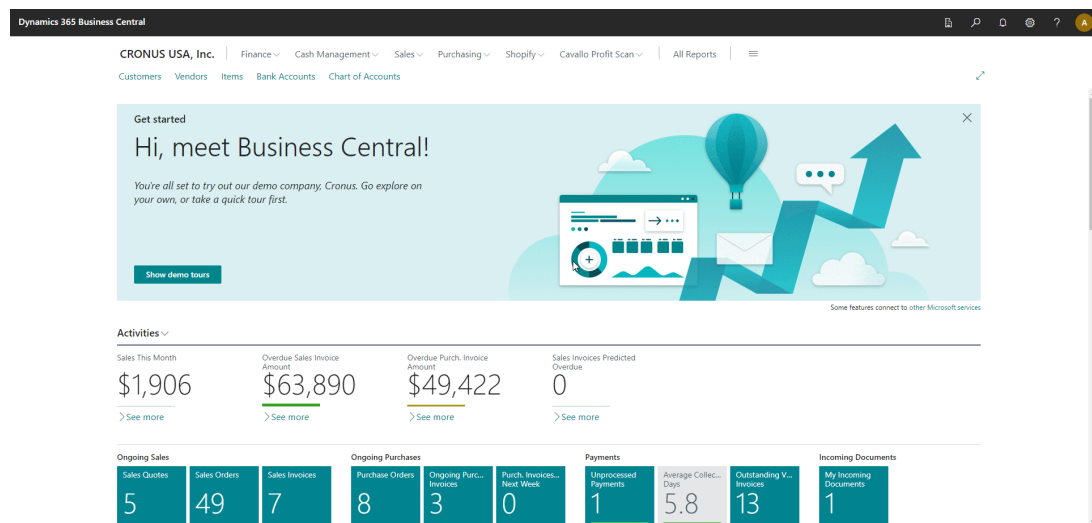 Dynamics 365 Business Central
?
A
CRONUS USA, Inc.
Finance
Cash Management
Sales
Purchasing
Shopify
Cavallo Profit Scan
All Reports
Customers
Vendors
Items
Bank Accounts
Chart of Accounts
Get started
Hi, meet Business Central!
You're all set to try out our demo company, Cronus. Go explore on
your own, or take a quick tour first.
Show demo tours
Some features connect to other Microsoft services
Activities
Sales This Month
$1,906
See more
Overdue Sales Invoice
Amount
$63,890
See more
Overdue Purch. Invoice
Amount
$49,422
See more
Sales Invoices Predicted
Overdue
0
See more
Ongoing Sales
Sales Quotes
5
Sales Orders
49
Sales Invoices
7
Ongoing Purchases
Purchase Orders
8
Ongoing Purc...
Invoices
3
Purch. Invoices...
Next Week
0
Payments
Unprocessed
Payments
1
Average Collec...
Days
5.8
Outstanding V...
Invoices
13
Incoming Documents
My Incoming
Documents
1